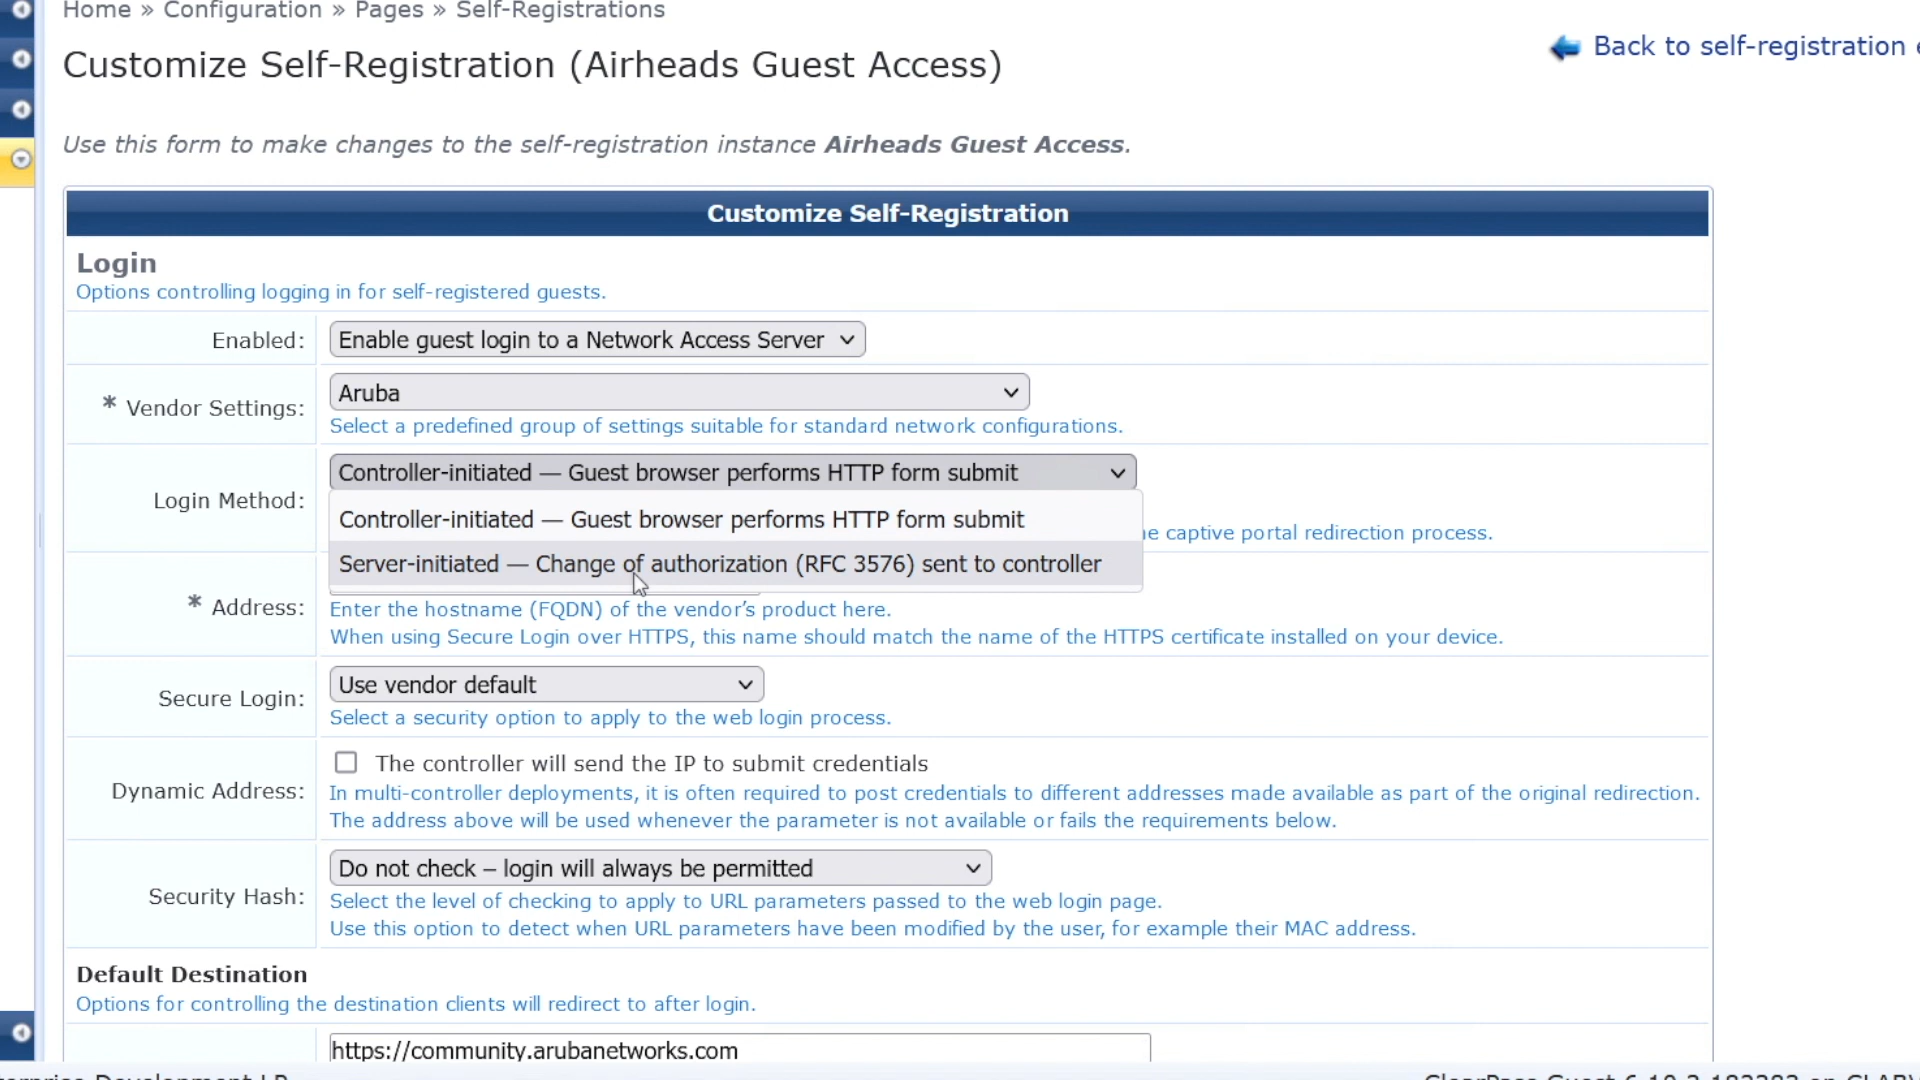 Home » Configuration » Pages » Self-Registrations
Customize Self-Registration (Airheads Guest Access)
Back to self-registration
Use this form to make changes to the self-registration instance Airheads Guest Access.
Customize Self-Registration
Login
Options controlling logging in for self-registered guests.
Enabled:
Enable guest login to a Network Access Server
* Vendor Settings:
Aruba
Select a predefined group of settings suitable for standard network configurations.
Login Method:
Controller-initiated — Guest browser performs HTTP form submit
Controller-initiated — Guest browser performs HTTP form submit
captive portal redirection process.
Server-initiated — Change of authorization (RFC 3576) sent to controller
* Address:
Enter the hostname (FQDN) of the vendor's product here.
When using Secure Login over HTTPS, this name should match the name of the HTTPS certificate installed on your device.
Secure Login:
Use vendor default
Select a security option to apply to the web login process.
Dynamic Address:
The controller will send the IP to submit credentials
In multi-controller deployments, it is often required to post credentials to different addresses made available as part of the original redirection.
The address above will be used whenever the parameter is not available or fails the requirements below.
Security Hash:
Do not check – login will always be permitted
Select the level of checking to apply to URL parameters passed to the web login page.
Use this option to detect when URL parameters have been modified by the user, for example their MAC address.
Default Destination
Options for controlling the destination clients will redirect to after login.
https://community.arubanetworks.com